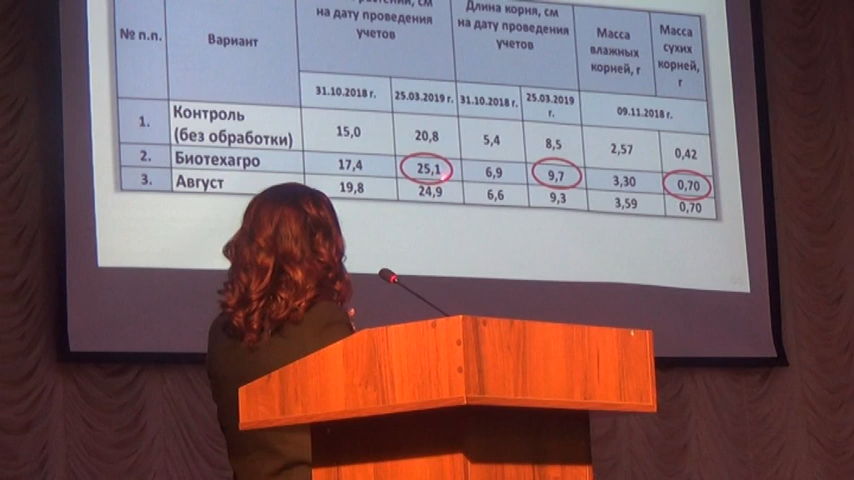 см
на дату проведения
учетов
Длина корня, см
на дату проведения
учетов
Масса
влажных
корней, г
Масса
сухих
корней,
г
№ п.п.
Вариант
31.10.2018 г.
25.03.2019 г.
31.10.2018 г.
25.03.2019
г.
09.11.2018 г.
1.
Контроль
(без обработки)
15,0
20,8
5,4
8,5
2,57
0,42
2.
Биотехагро
17,4
25,1
6,9
9,7
3,30
0,70
3.
Август
19,8
24,9
6,6
9,3
3,59
0,70